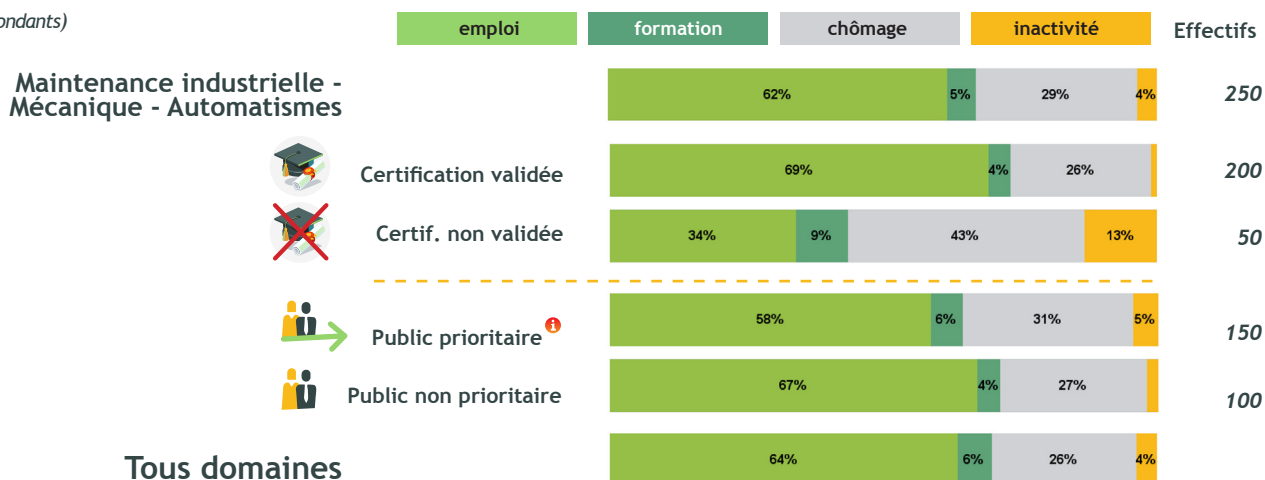 ondants)
emploi formation chômage inactivité Effectifs
Maintenance industrielle -
Mécanique - Automatismes
62% 5% 29% 4% 250
Certification validée 69% 4% 26% 200
Certif. non validée 34% 9% 43% 13% 50
Public prioritaire i 58% 6% 31% 5% 150
Public non prioritaire 67% 4% 27% 100
Tous domaines 64% 6% 26% 4%